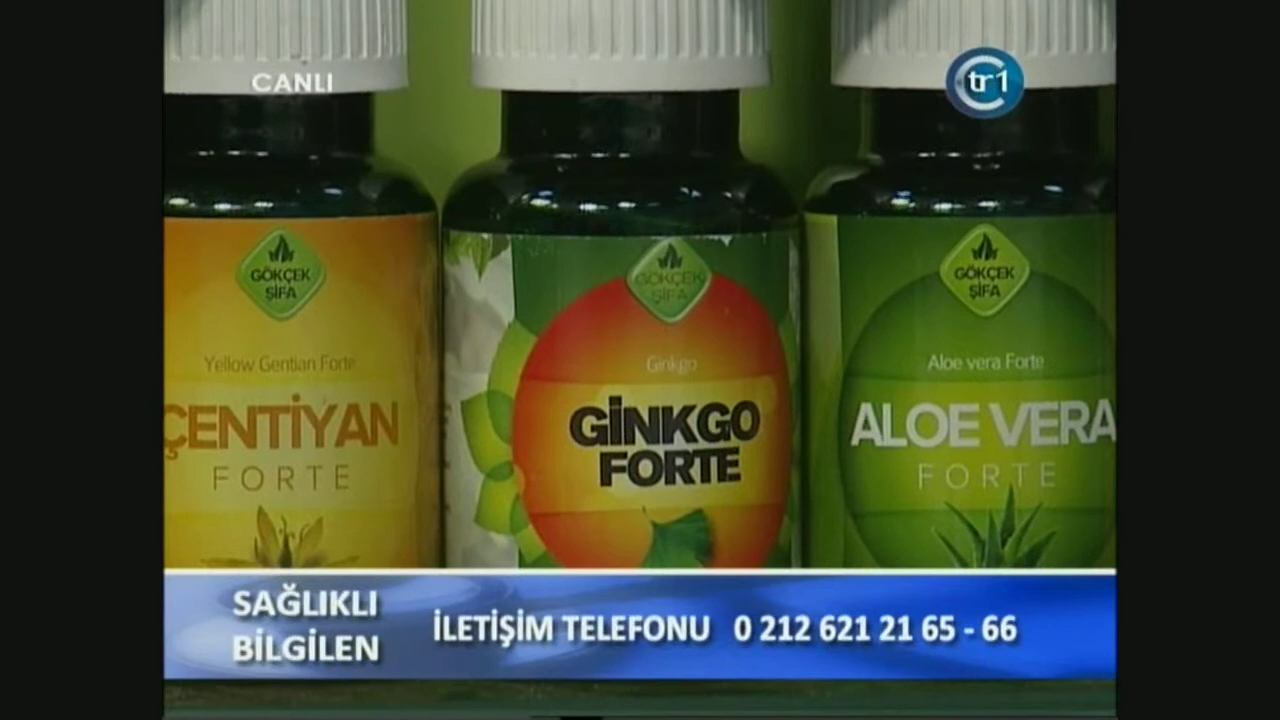 CANLI
tr1
GÖKÇEK
ŞİFA
Yellow Gentian Forte
ÇENTİYAN
FORTE
GÖKÇEK
ŞİFA
Ginkgo
GİNKGO
FORTE
GÖKÇEK
ŞİFA
Aloe vera Forte
ALOE VERA
FORTE
SAĞLIKLI
BİLGİLEN
İLETİŞİM TELEFONU 0 212 621 21 65 - 66